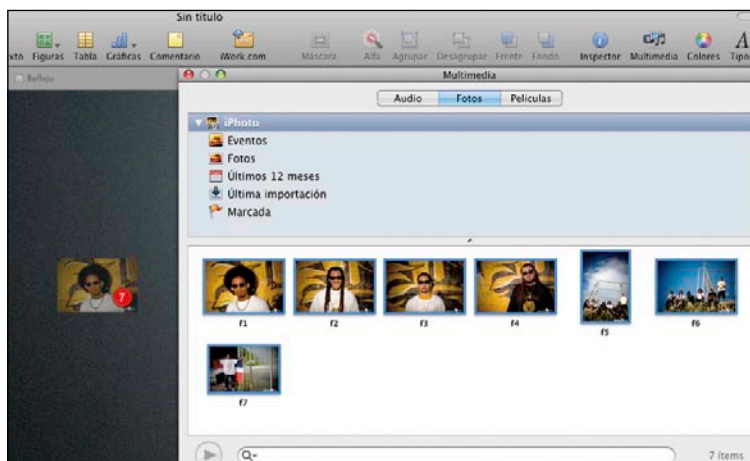 Sin título
xto Figuras Tabla Gráficas Comentario iWork.com Máscara Alfa Agrupar Desagrupar Frente Fondo Inspector Multimedia Colores Tipo
Reflejo
Multimedia
Audio Fotos Películas
iPhoto
Eventos
Fotos
Últimos 12 meses
Última importación
Marcada
7
f1 f2 f3 f4 f5 f6
f7
7 ítems